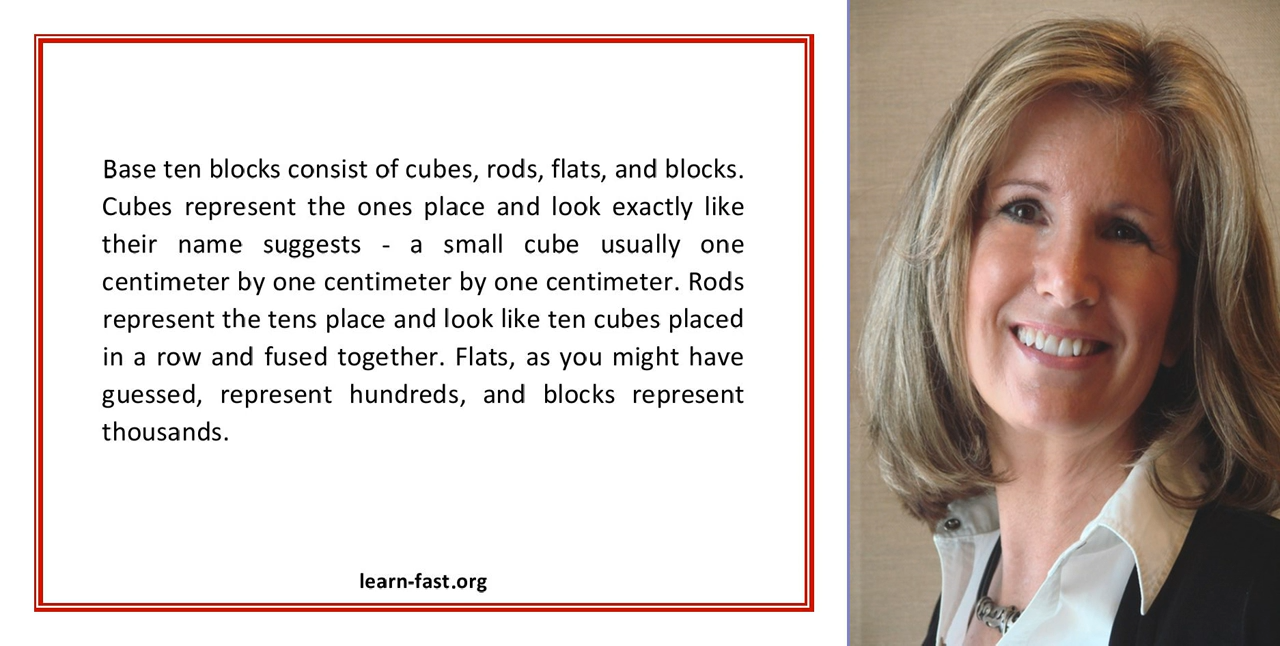 Base ten blocks consist of cubes, rods, flats, and blocks.
Cubes represent the ones place and look exactly like
their name suggests - a small cube usually one
centimeter by one centimeter by one centimeter. Rods
represent the tens place and look like ten cubes placed
in a row and fused together. Flats, as you might have
guessed, represent hundreds, and blocks represent
thousands.
learn-fast.org